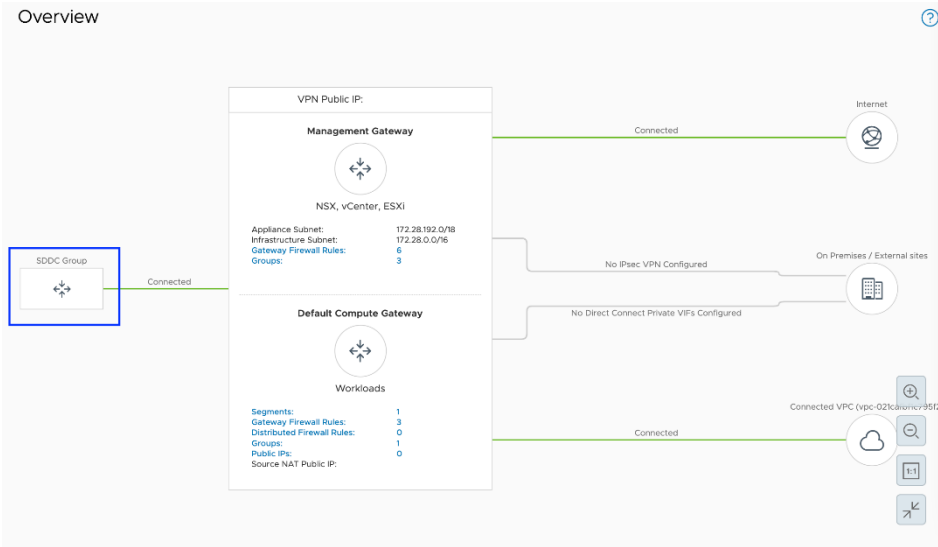 Overview
VPN Public IP:
Management Gateway
NSX, vCenter, ESXi
Appliance Subnet: 172.28.192.0/18
Infrastructure Subnet: 172.28.0.0/16
Gateway Firewall Rules: 6
Groups: 3
SDDC Group
Connected
Default Compute Gateway
Workloads
Segments: 1
Gateway Firewall Rules: 3
Distributed Firewall Rules: 0
Groups: 1
Public IPs: 0
Source NAT Public IP:
Internet
Connected
On Premises / External sites
No IPsec VPN Configured
No Direct Connect Private VIFs Configured
Connected VPC
Connected
1:1
?